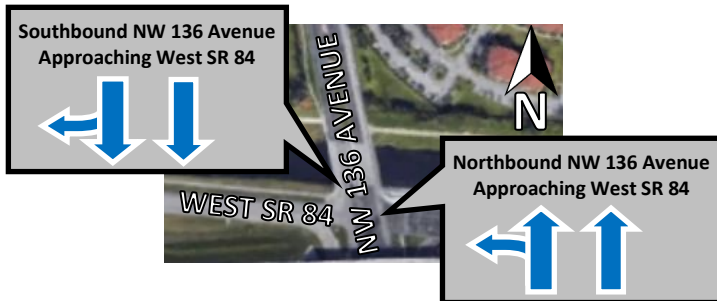 Southbound NW 136 Avenue
Approaching West SR 84
NW 136 AVENUE
N
WEST SR 84
Northbound NW 136 Avenue
Approaching West SR 84